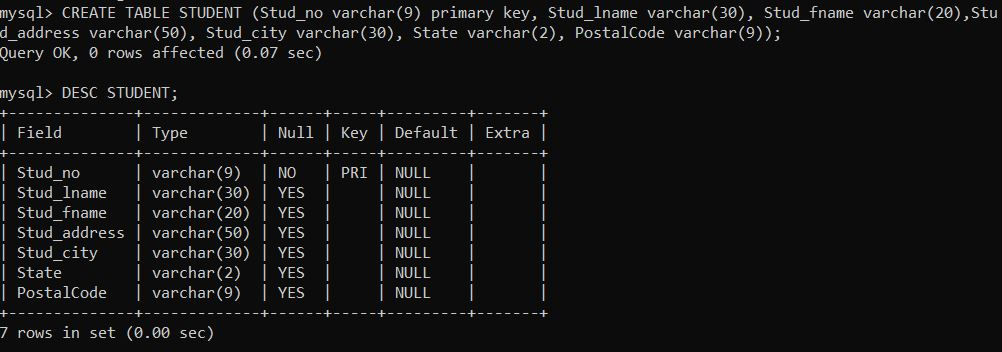 mysql> CREATE TABLE STUDENT (Stud_no varchar(9) primary key, Stud_lname varchar(30), Stud_fname varchar(20),Stu
d_address varchar(50), Stud_city varchar(30), State varchar(2), PostalCode varchar(9));
Query OK, 0 rows affected (0.07 sec)

mysql> DESC STUDENT;
+--------------+-------------+------+-----+---------+-------+
| Field        | Type        | Null | Key | Default | Extra |
+--------------+-------------+------+-----+---------+-------+
| Stud_no      | varchar(9)  | NO   | PRI | NULL    |       |
| Stud_lname   | varchar(30) | YES  |     | NULL    |       |
| Stud_fname   | varchar(20) | YES  |     | NULL    |       |
| Stud_address | varchar(50) | YES  |     | NULL    |       |
| Stud_city    | varchar(30) | YES  |     | NULL    |       |
| State        | varchar(2)  | YES  |     | NULL    |       |
| PostalCode   | varchar(9)  | YES  |     | NULL    |       |
+--------------+-------------+------+-----+---------+-------+
7 rows in set (0.00 sec)